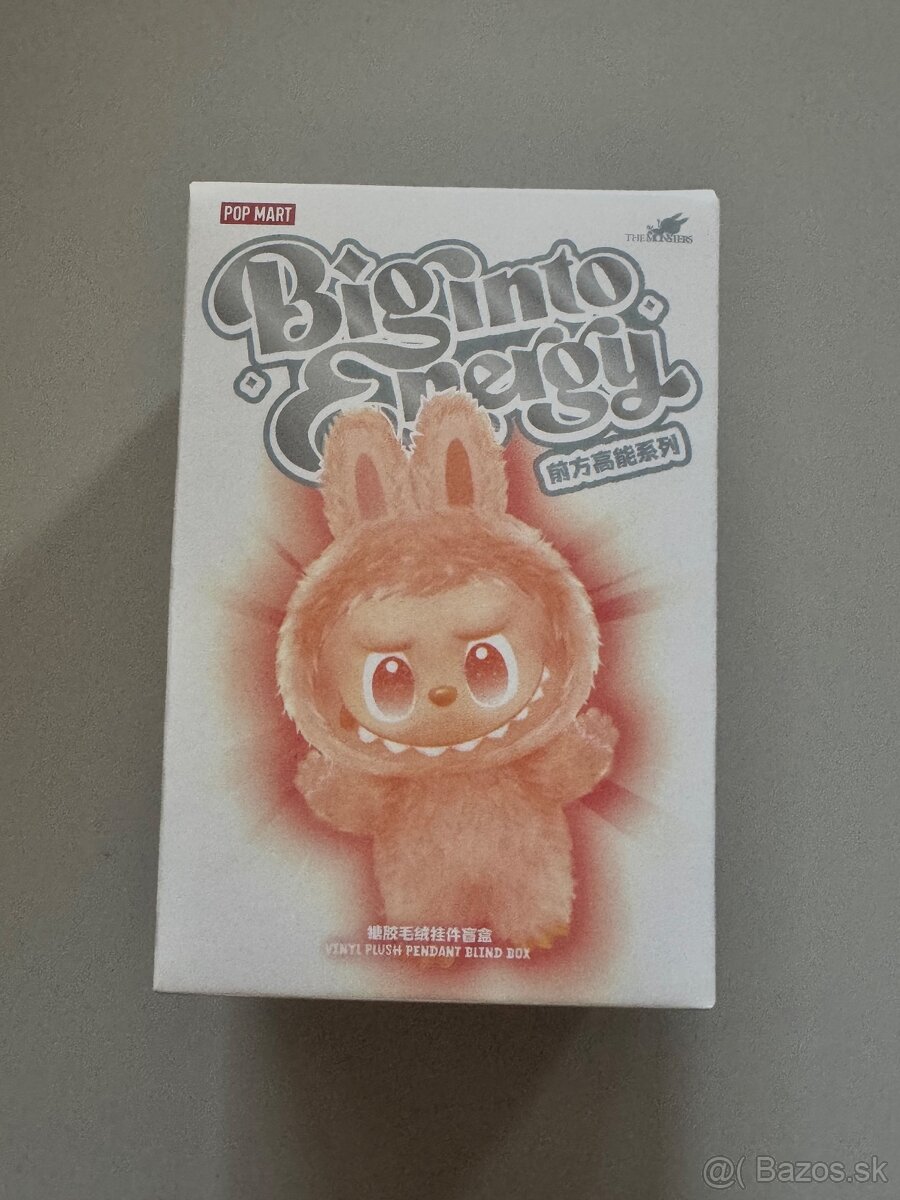 POP MART
THE MONSTERS
Big into
Energy
前方高能系列
搪胶毛绒挂件盲盒
VINYL PLUSH PENDANT BLIND BOX
@( Bazos.sk